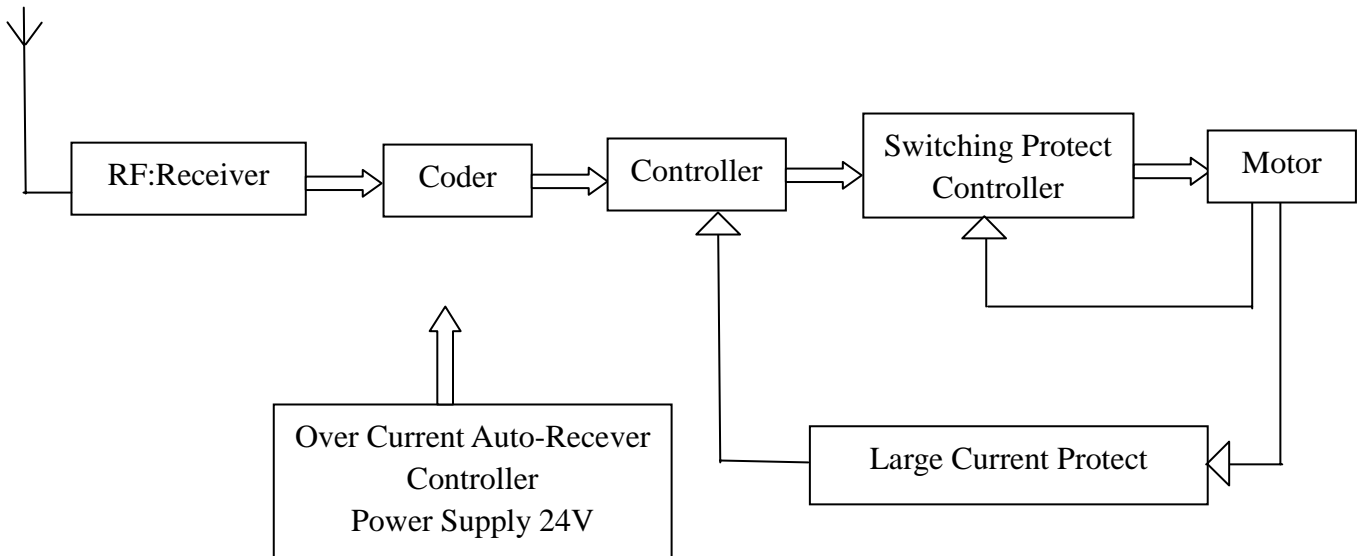 RF:Receiver
Coder
Controller
Switching Protect
Controller
Motor
Over Current Auto-Recever
Controller
Power Supply 24V
Large Current Protect